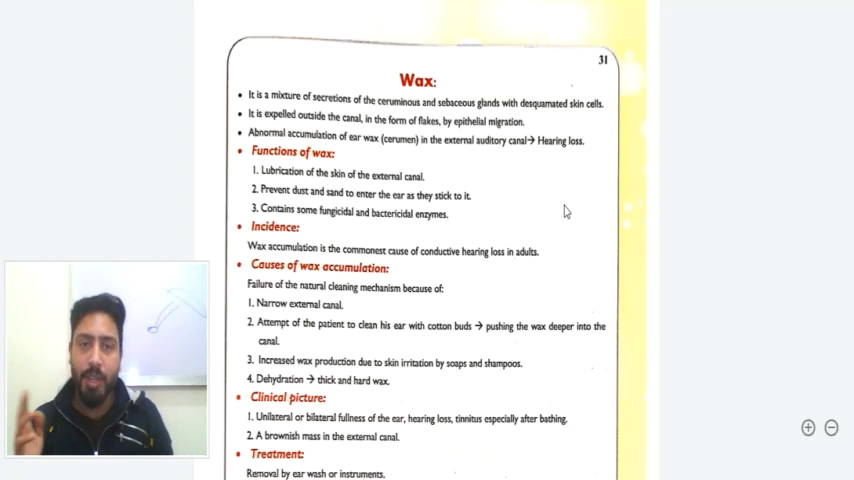 31
Wax:
• It is a mixture of secretions of the ceruminous and sebaceous glands with desquamated skin cells.
• It is expelled outside the canal, in the form of flakes, by epithelial migration.
• Abnormal accumulation of ear wax (cerumen) in the external auditory canal→ Hearing loss.
• Functions of wax:
1. Lubrication of the skin of the external canal.
2. Prevent dust and sand to enter the ear as they stick to it.
3. Contains some fungicidal and bactericidal enzymes.
• Incidence:
Wax accumulation is the commonest cause of conductive hearing loss in adults.
• Causes of wax accumulation:
Failure of the natural cleaning mechanism because of:
1. Narrow external canal.
2. Attempt of the patient to clean his ear with cotton buds → pushing the wax deeper into the
canal.
3. Increased wax production due to skin irritation by soaps and shampoos.
4. Dehydration → thick and hard wax.
• Clinical picture:
1. Unilateral or bilateral fullness of the ear, hearing loss, tinnitus especially after bathing.
2. A brownish mass in the external canal.
• Treatment:
Removal by ear wash or instruments.